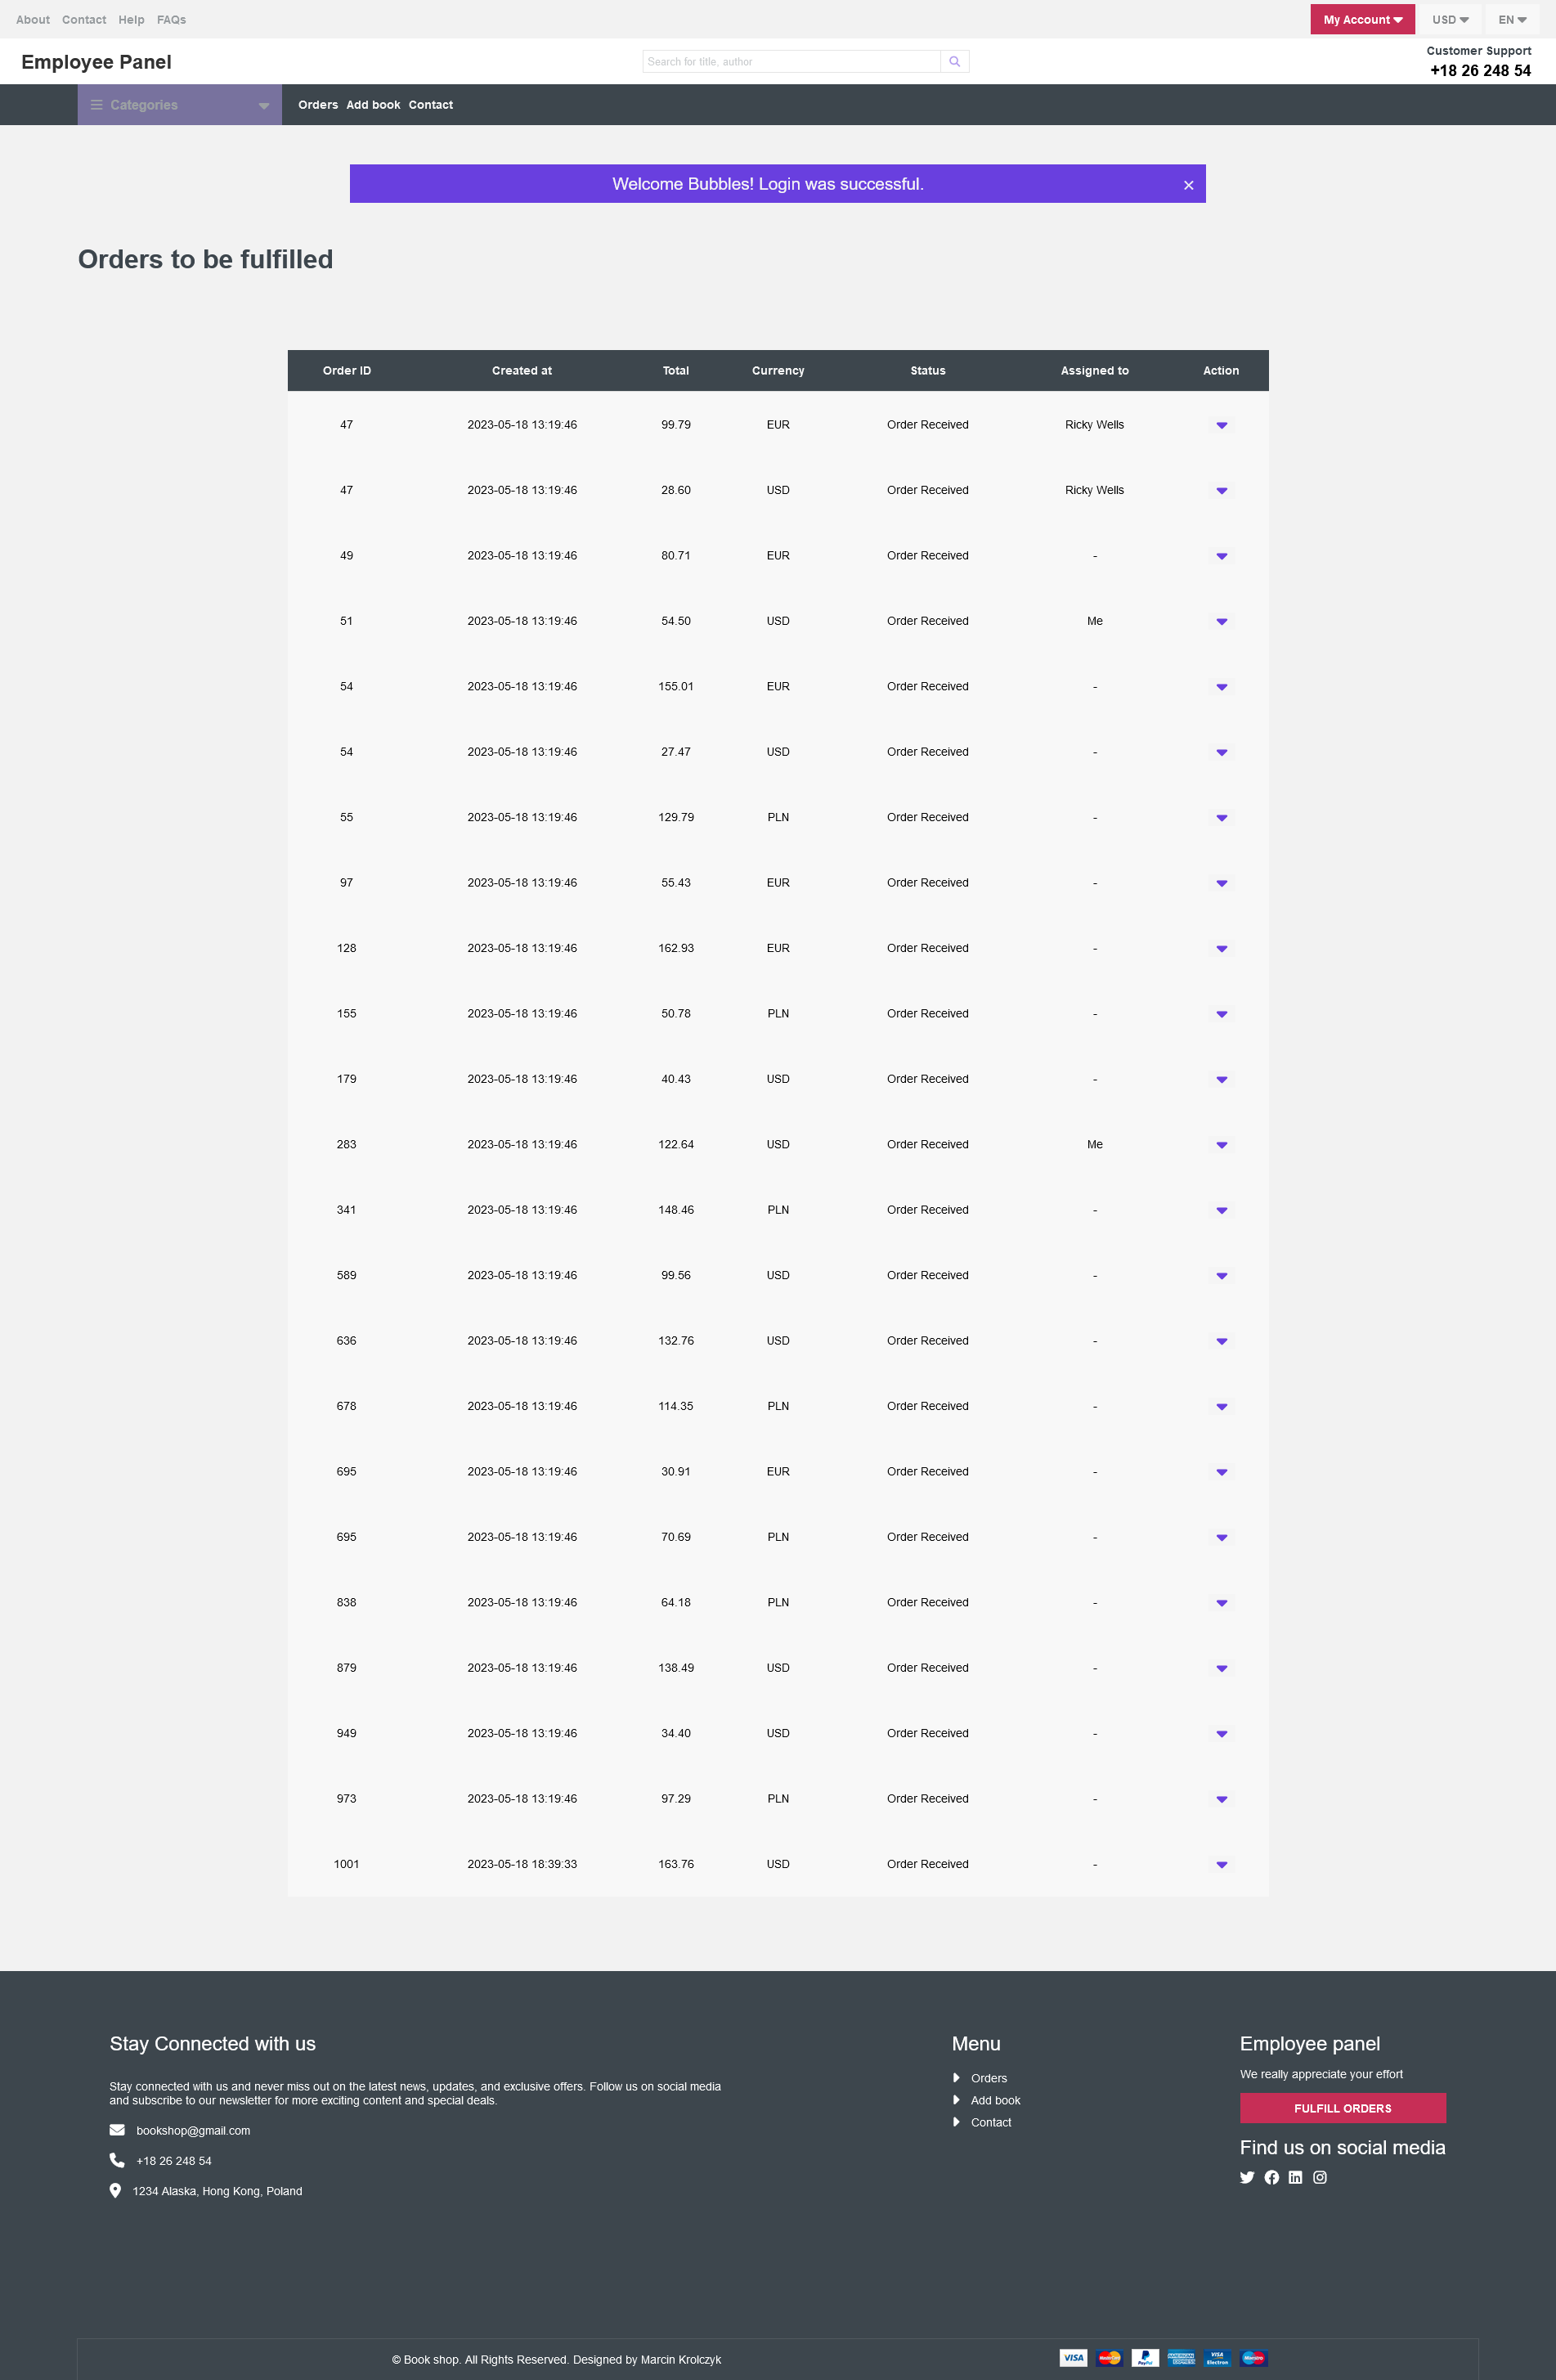 About Contact Help FAQs My Account USD EN
Employee Panel Search for title, author Customer Support
+18 26 248 54
Categories Orders Add book Contact
Welcome Bubbles! Login was successful. ×
Orders to be fulfilled
Order ID Created at Total Currency Status Assigned to Action
47 2023-05-18 13:19:46 99.79 EUR Order Received Ricky Wells
47 2023-05-18 13:19:46 28.60 USD Order Received Ricky Wells
49 2023-05-18 13:19:46 80.71 EUR Order Received -
51 2023-05-18 13:19:46 54.50 USD Order Received Me
54 2023-05-18 13:19:46 155.01 EUR Order Received -
54 2023-05-18 13:19:46 27.47 USD Order Received -
55 2023-05-18 13:19:46 129.79 PLN Order Received -
97 2023-05-18 13:19:46 55.43 EUR Order Received -
128 2023-05-18 13:19:46 162.93 EUR Order Received -
155 2023-05-18 13:19:46 50.78 PLN Order Received -
179 2023-05-18 13:19:46 40.43 USD Order Received -
283 2023-05-18 13:19:46 122.64 USD Order Received Me
341 2023-05-18 13:19:46 148.46 PLN Order Received -
589 2023-05-18 13:19:46 99.56 USD Order Received -
636 2023-05-18 13:19:46 132.76 USD Order Received -
678 2023-05-18 13:19:46 114.35 PLN Order Received -
695 2023-05-18 13:19:46 30.91 EUR Order Received -
695 2023-05-18 13:19:46 70.69 PLN Order Received -
838 2023-05-18 13:19:46 64.18 PLN Order Received -
879 2023-05-18 13:19:46 138.49 USD Order Received -
949 2023-05-18 13:19:46 34.40 USD Order Received -
973 2023-05-18 13:19:46 97.29 PLN Order Received -
1001 2023-05-18 18:39:33 163.76 USD Order Received -
Stay Connected with us
Stay connected with us and never miss out on the latest news, updates, and exclusive offers. Follow us on social media
and subscribe to our newsletter for more exciting content and special deals.
bookshop@gmail.com
+18 26 248 54
1234 Alaska, Hong Kong, Poland
Menu
Orders
Add book
Contact
Employee panel
We really appreciate your effort
FULFILL ORDERS
Find us on social media
© Book shop. All Rights Reserved. Designed by Marcin Krolczyk
VISA MasterCard PayPal AMERICAN EXPRESS VISA Electron Maestro